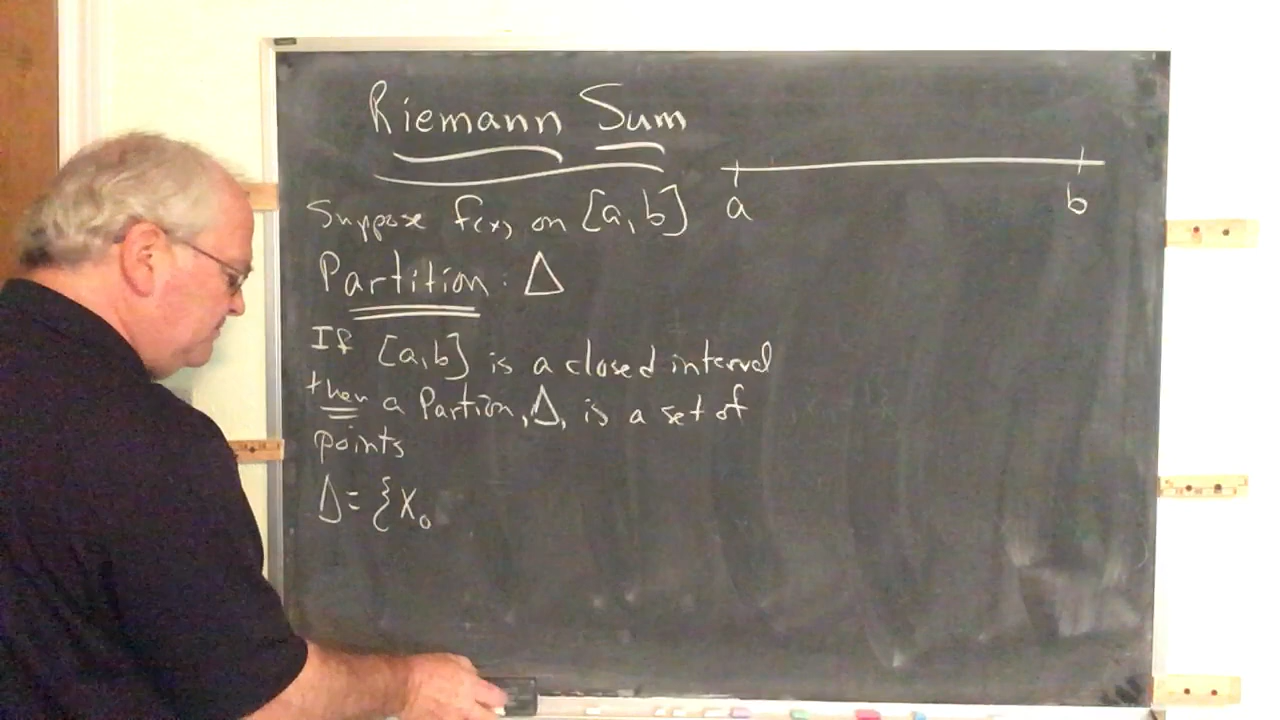 Riemann Sum
Suppose f(x) on [a,b]
a b
Partition: Δ
If [a,b] is a closed interval
then a Partion, Δ, is a set of
points
Δ = {x₀